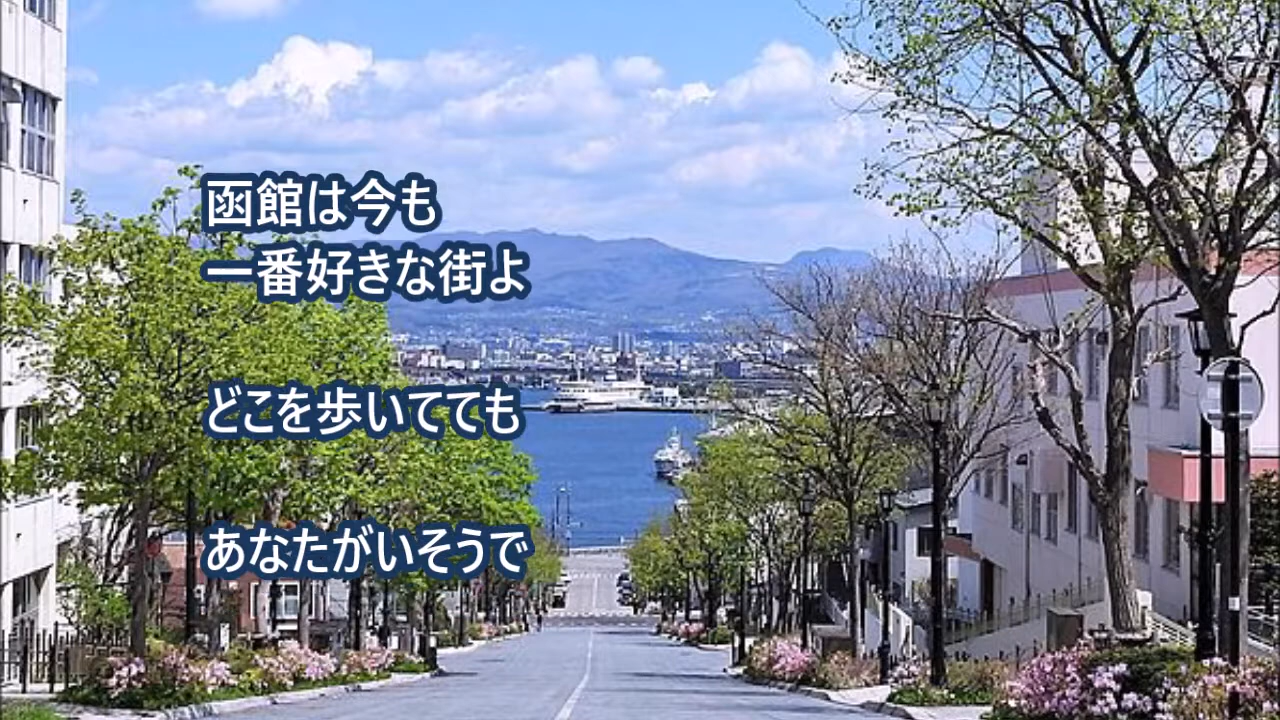 函館は今も
一番好きな街よ
どこを歩いてても
あなたがいそうで